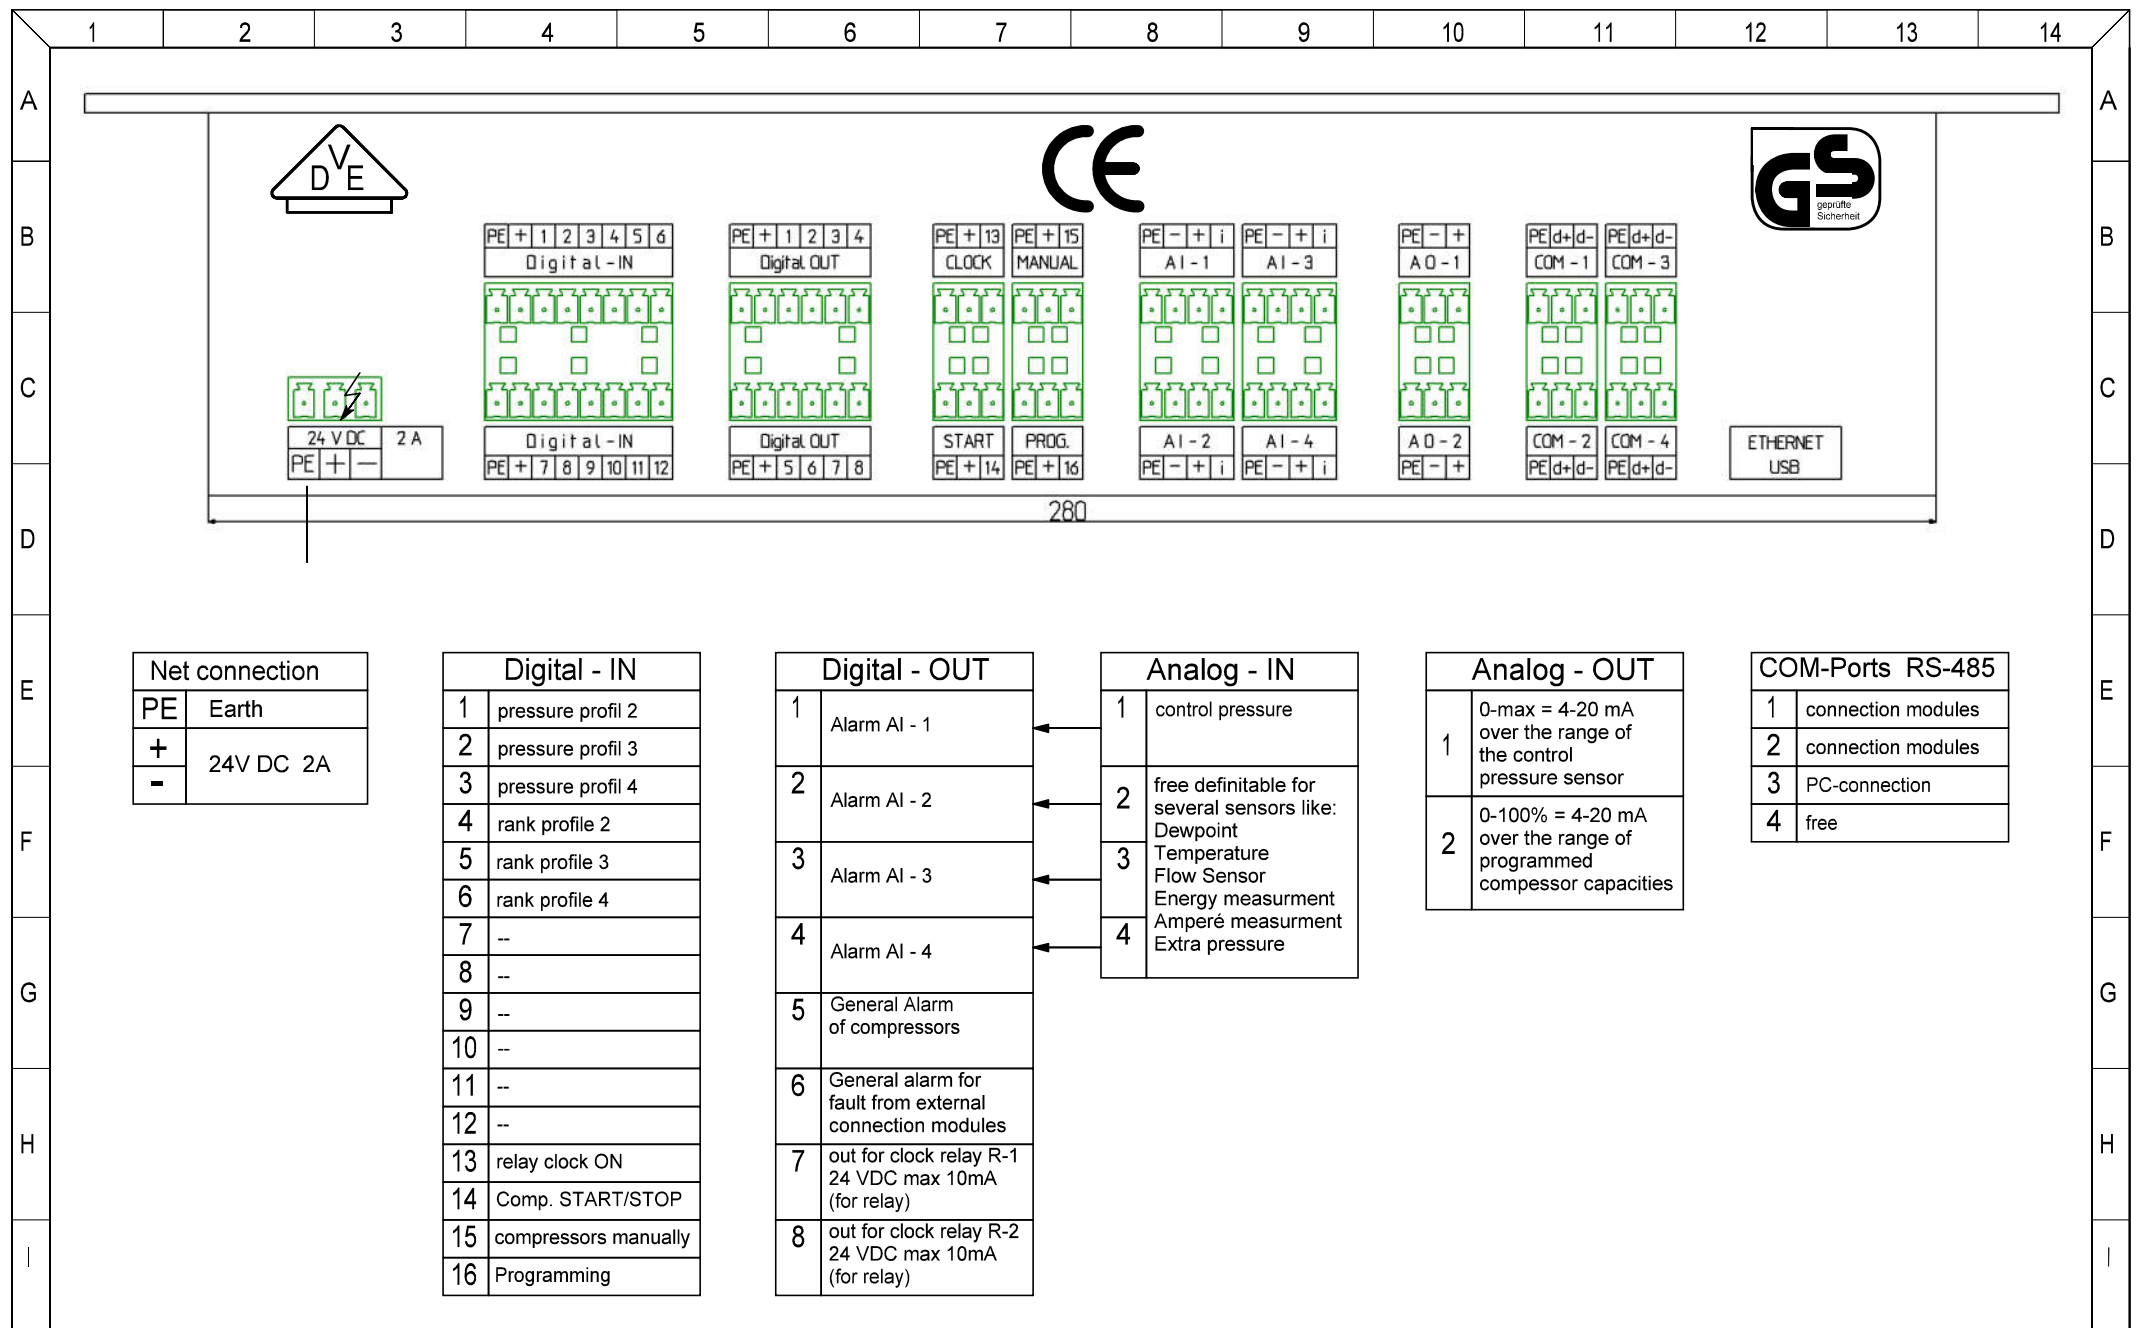 1 2 3 4 5 6 7 8 9 10 11 12 13 14
A A
V
D E
CE
GS
geprüfte
Sicherheit
B B
PE + 1 2 3 4 5 6 PE + 1 2 3 4 PE + 13 PE + 15 PE - + i PE - + i PE - + PE d+ d- PE d+ d-
Digital-IN Digital OUT CLOCK MANUAL AI-1 AI-3 AO-1 COM-1 COM-3
C C
24 V DC 2 A Digital-IN Digital OUT START PROG. AI-2 AI-4 AO-2 COM-2 COM-4 ETHERNET
PE + - PE + 7 8 9 10 11 12 PE + 5 6 7 8 PE + 14 PE + 16 PE - + i PE - + i PE - + PE d+ d- PE d+ d- USB
280
D D
E E
F F
G G
H H
I I
Net connection
PE Earth
+
24V DC 2A
-
Digital - IN
1 pressure profil 2
2 pressure profil 3
3 pressure profil 4
4 rank profile 2
5 rank profile 3
6 rank profile 4
7 --
8 --
9 --
10 --
11 --
12 --
13 relay clock ON
14 Comp. START/STOP
15 compressors manually
16 Programming
Digital - OUT
1 Alarm AI - 1
2 Alarm AI - 2
3 Alarm AI - 3
4 Alarm AI - 4
5 General Alarm
of compressors
6 General alarm for
fault from external
connection modules
7 out for clock relay R-1
24 VDC max 10mA
(for relay)
8 out for clock relay R-2
24 VDC max 10mA
(for relay)
Analog - IN
1 control pressure
2 free definitable for
several sensors like:
Dewpoint
3 Temperature
Flow Sensor
Energy measurment
4 Amperé measurment
Extra pressure
Analog - OUT
0-max = 4-20 mA
over the range of
1 the control
pressure sensor
0-100% = 4-20 mA
2 over the range of
programmed
compessor capacities
COM-Ports RS-485
1 connection modules
2 connection modules
3 PC-connection
4 free